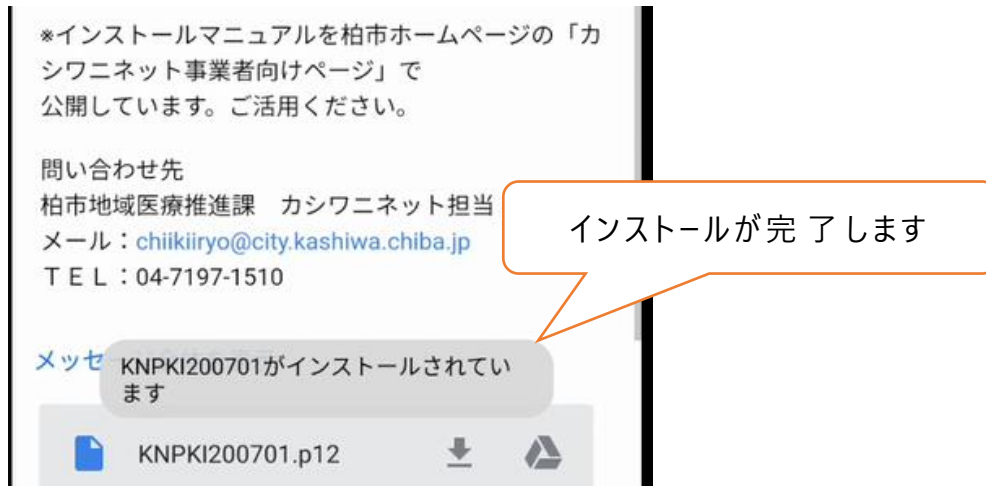 ※インストールマニュアルを柏市ホームページの「カ
シワニネット事業者向けページ」で
公開しています。ご活用ください。
問い合わせ先
柏市地域医療推進課　カシワニネット担当
メール：chiikiiryo@city.kashiwa.chiba.jp
ＴＥＬ：04-7197-1510
インストールが完了します
メッセ
KNPKI200701がインストールされてい
ます
KNPKI200701.p12